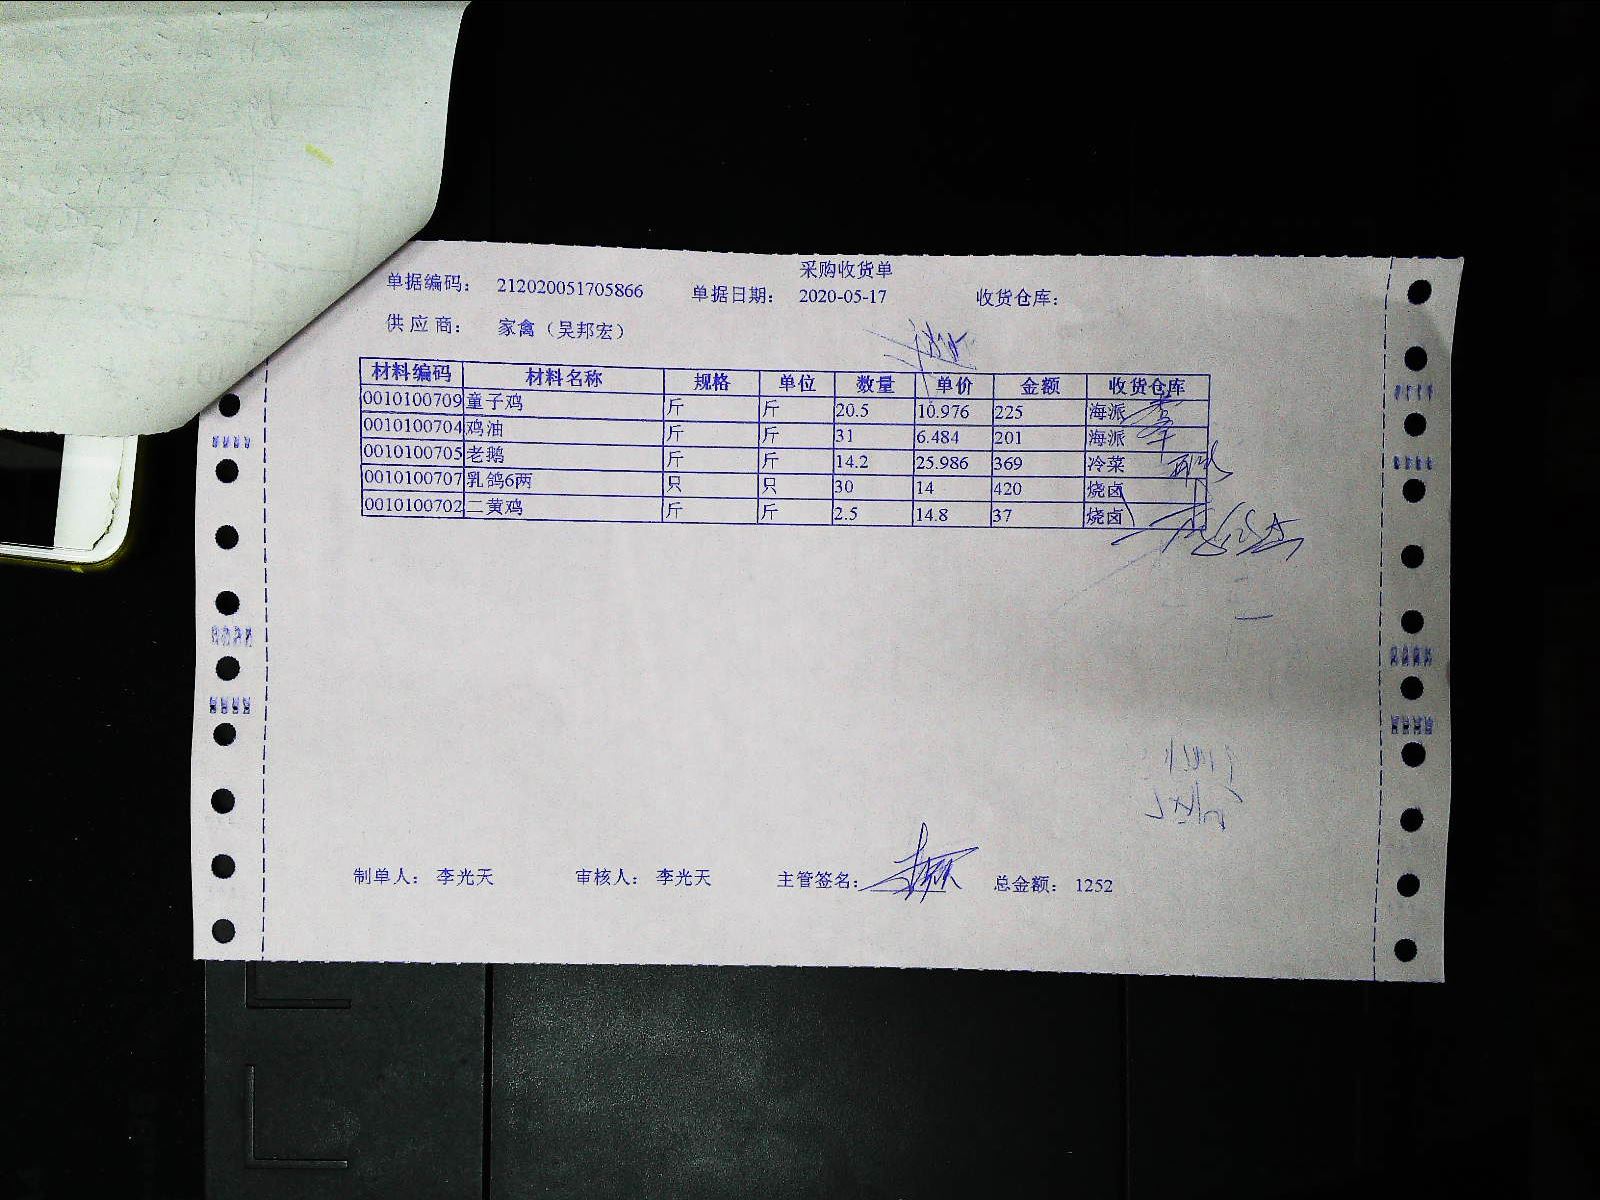 采购收货单
单据编码： 212020051705866 单据日期： 2020-05-17 收货仓库：
供 应 商： 家禽（吴邦宏）
材料编码 材料名称 规格 单位 数量 单价 金额 收货仓库
0010100709 童子鸡 斤 斤 20.5 10.976 225 海派
0010100704 鸡油 斤 斤 31 6.484 201 海派
0010100705 老鹅 斤 斤 14.2 25.986 369 冷菜
0010100707 乳鸽6两 只 只 30 14 420 烧卤
0010100702 二黄鸡 斤 斤 2.5 14.8 37 烧卤
制单人： 李光天 审核人： 李光天 主管签名： 总金额： 1252